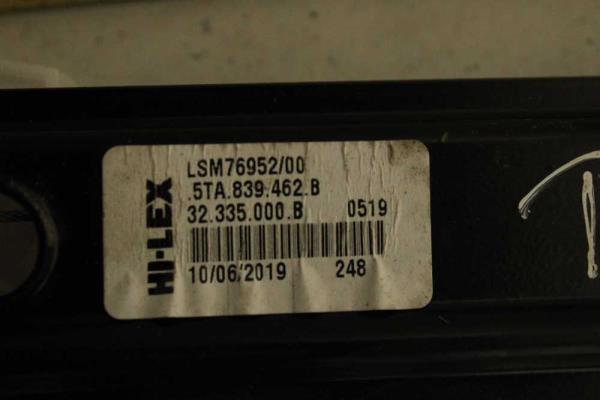 HI-LEX
LSM76952/00
.5TA.839.462.B
32.335.000.B 0519
10/06/2019 248